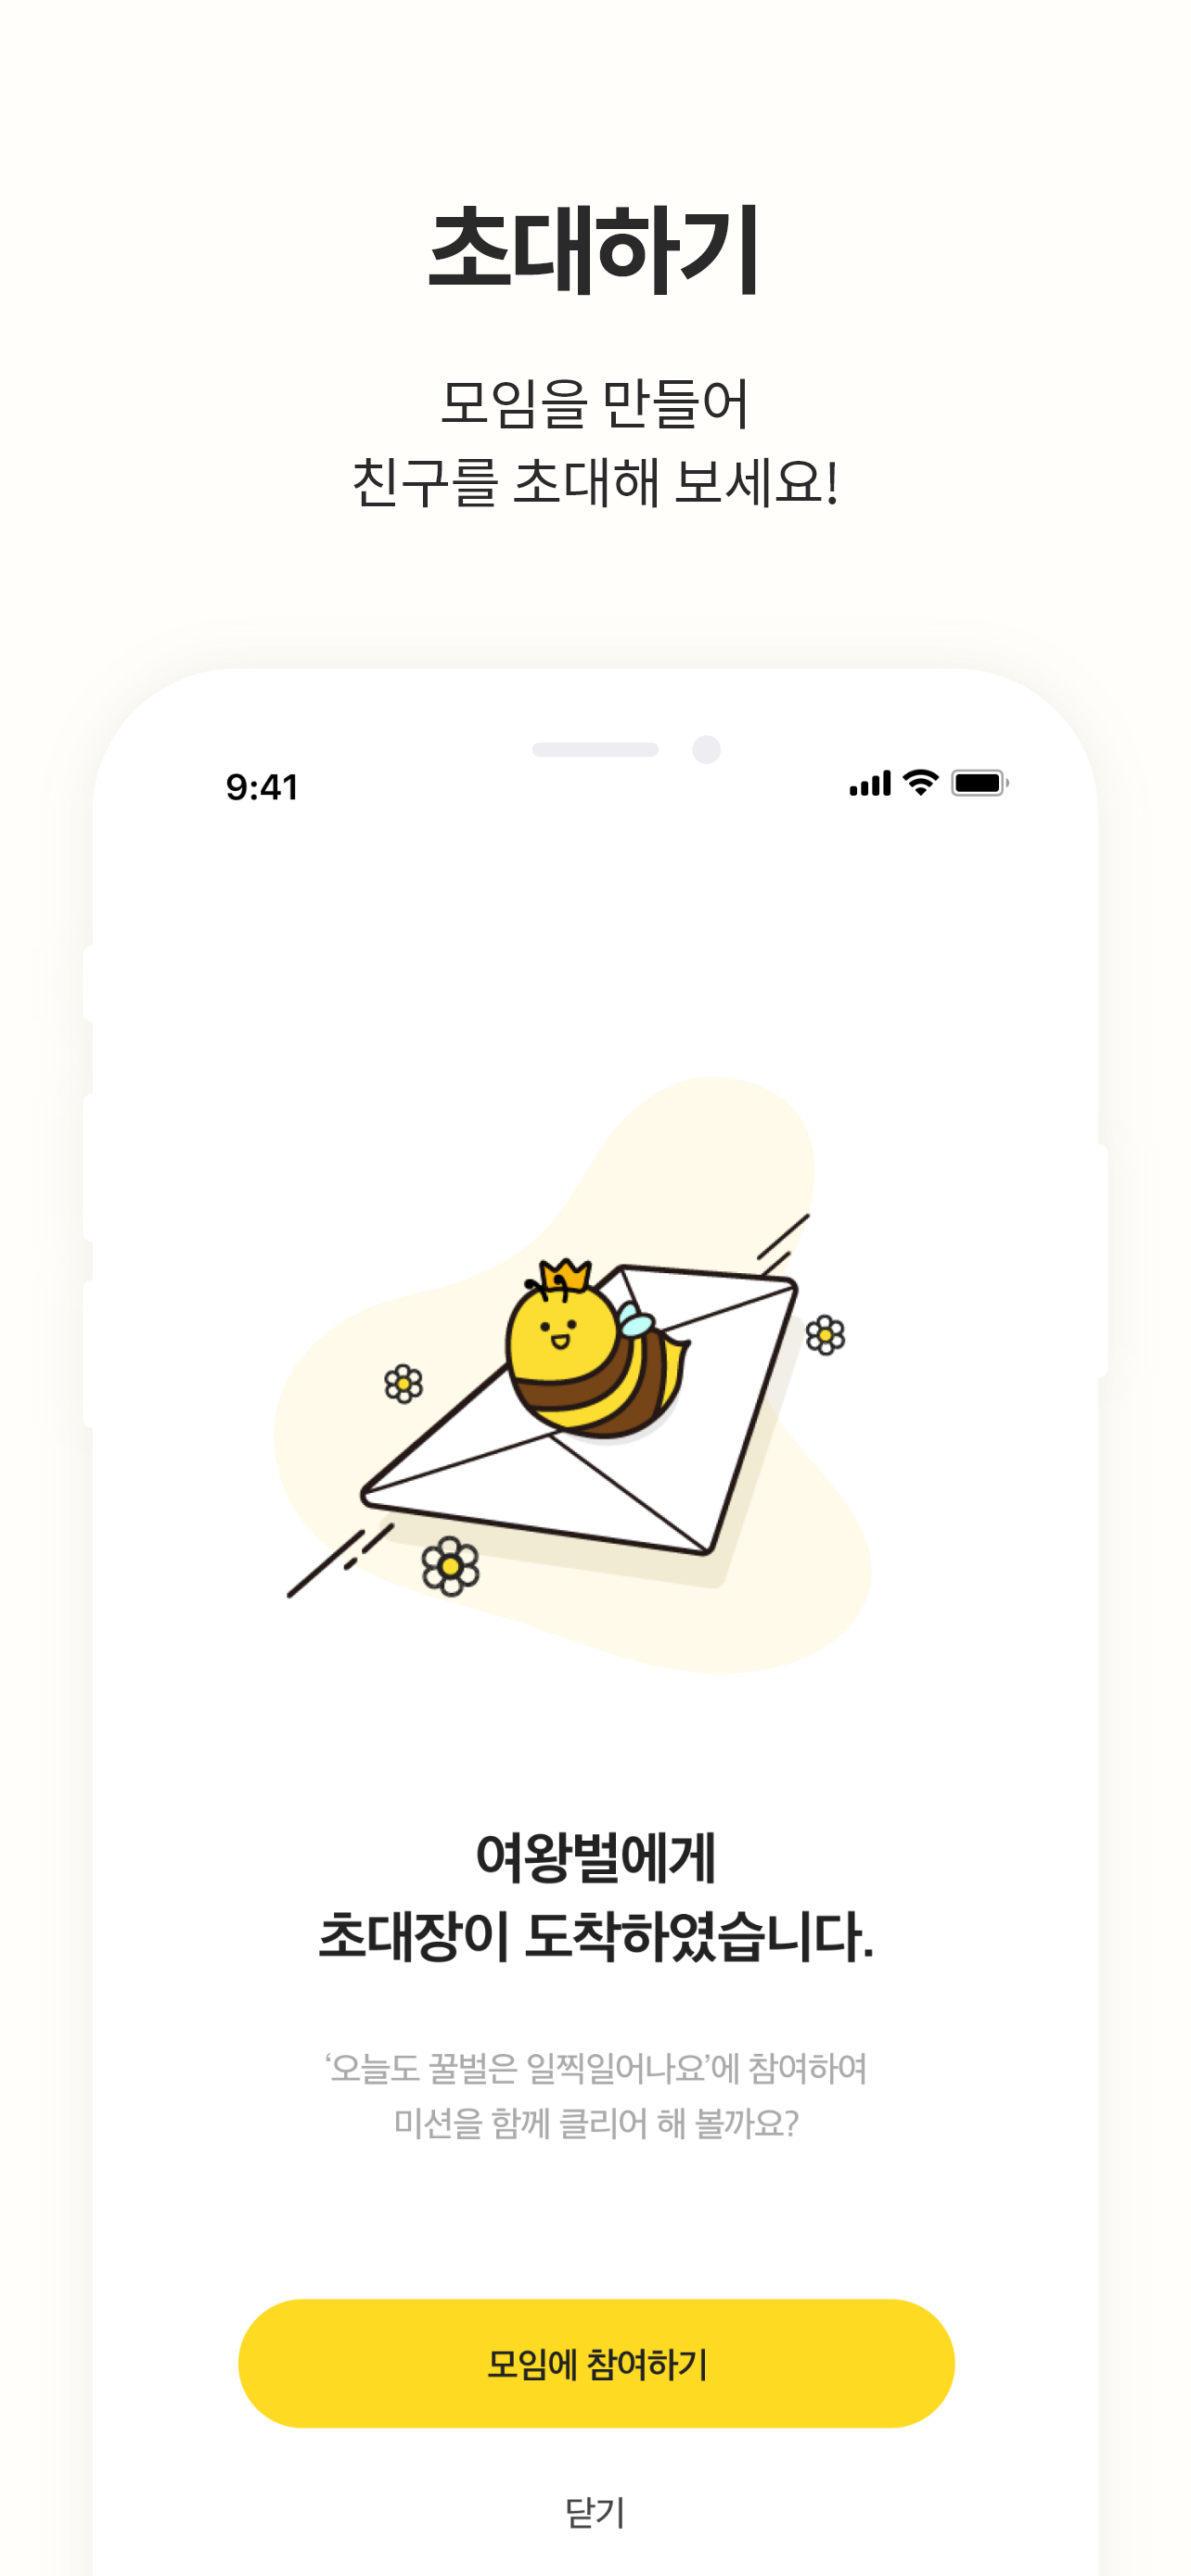 초대하기
모임을 만들어
친구를 초대해 보세요!
9:41
여왕벌에게
초대장이 도착하였습니다.
‘오늘도 꿀벌은 일찍일어나요’에 참여하여
미션을 함께 클리어 해 볼까요?
모임에 참여하기
닫기